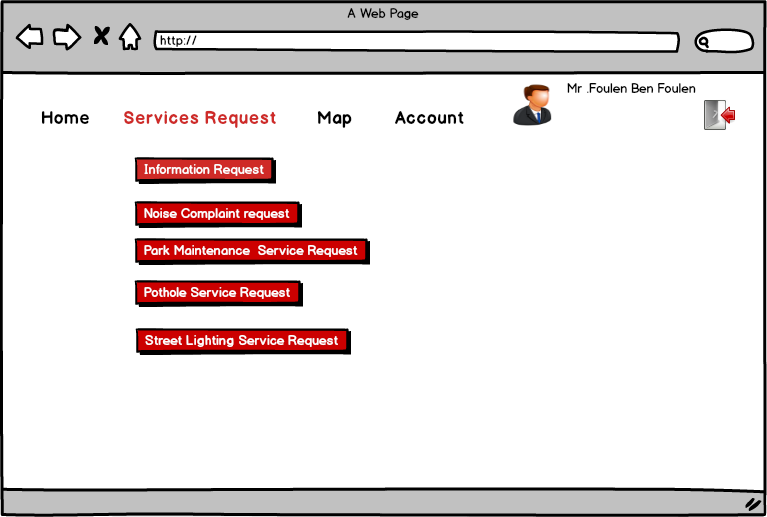 A Web Page
http://
Mr .Foulen Ben Foulen
Home Services Request Map Account
Information Request
Noise Complaint request
Park Maintenance  Service Request
Pothole Service Request
Street Lighting Service Request